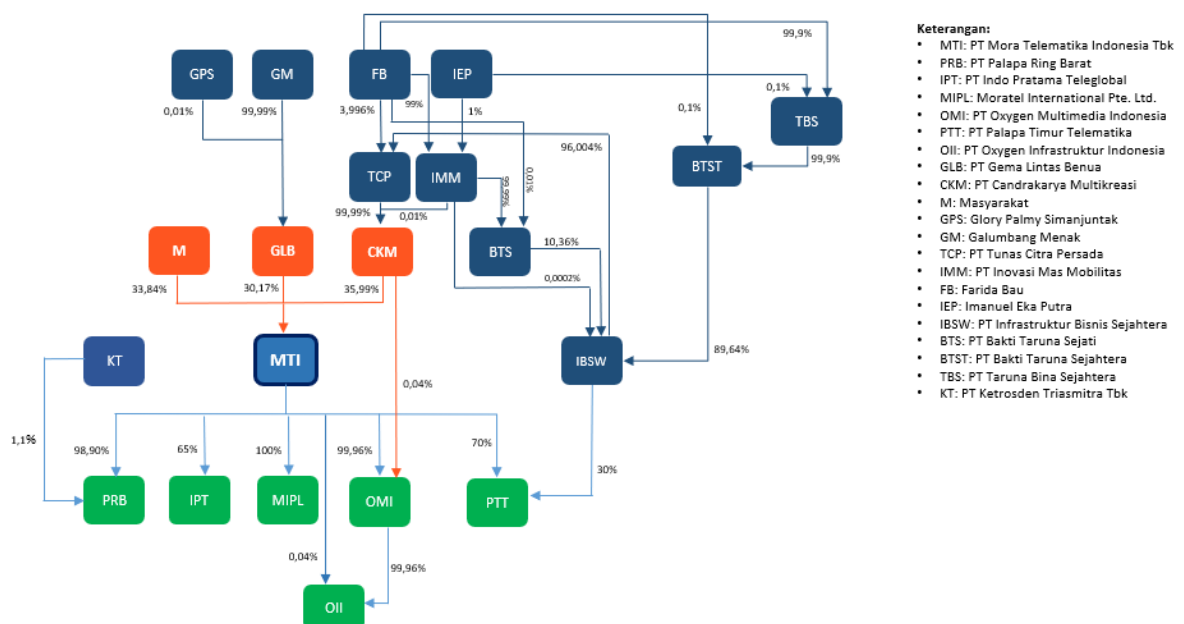 99,9%
Keterangan:
• MTI: PT Mora Telematika Indonesia Tbk
• PRB: PT Palapa Ring Barat
• IPT: PT Indo Pratama Teleglobal
• MIPL: Moratel International Pte. Ltd.
• OMI: PT Oxygen Multimedia Indonesia
• PTT: PT Palapa Timur Telematika
• OII: PT Oxygen Infrastruktur Indonesia
• GLB: PT Gema Lintas Benua
• CKM: PT Candrakarya Multikreasi
• M: Masyarakat
• GPS: Glory Palmy Simanjuntak
• GM: Galumbang Menak
• TCP: PT Tunas Citra Persada
• IMM: PT Inovasi Mas Mobilitas
• FB: Farida Bau
• IEP: Imanuel Eka Putra
• IBSW: PT Infrastruktur Bisnis Sejahtera
• BTS: PT Bakti Taruna Sejati
• BTST: PT Bakti Taruna Sejahtera
• TBS: PT Taruna Bina Sejahtera
• KT: PT Ketrosden Triasmitra Tbk
GPS GM FB IEP
0,1%
0,01% 99,99% 3,996% 99% 1% 0,1%
TBS
96,004% 99,9%
BTST
TCP IMM
99,99% 0,01%
99,99% 0,01%
M GLB CKM BTS 10,36%
33,84% 30,17% 35,99% 0,0002%
KT MTI IBSW 89,64%
0,04%
1,1% 98,90% 65% 100% 99,96% 70% 30%
PRB IPT MIPL OMI PTT
0,04% 99,96%
OII